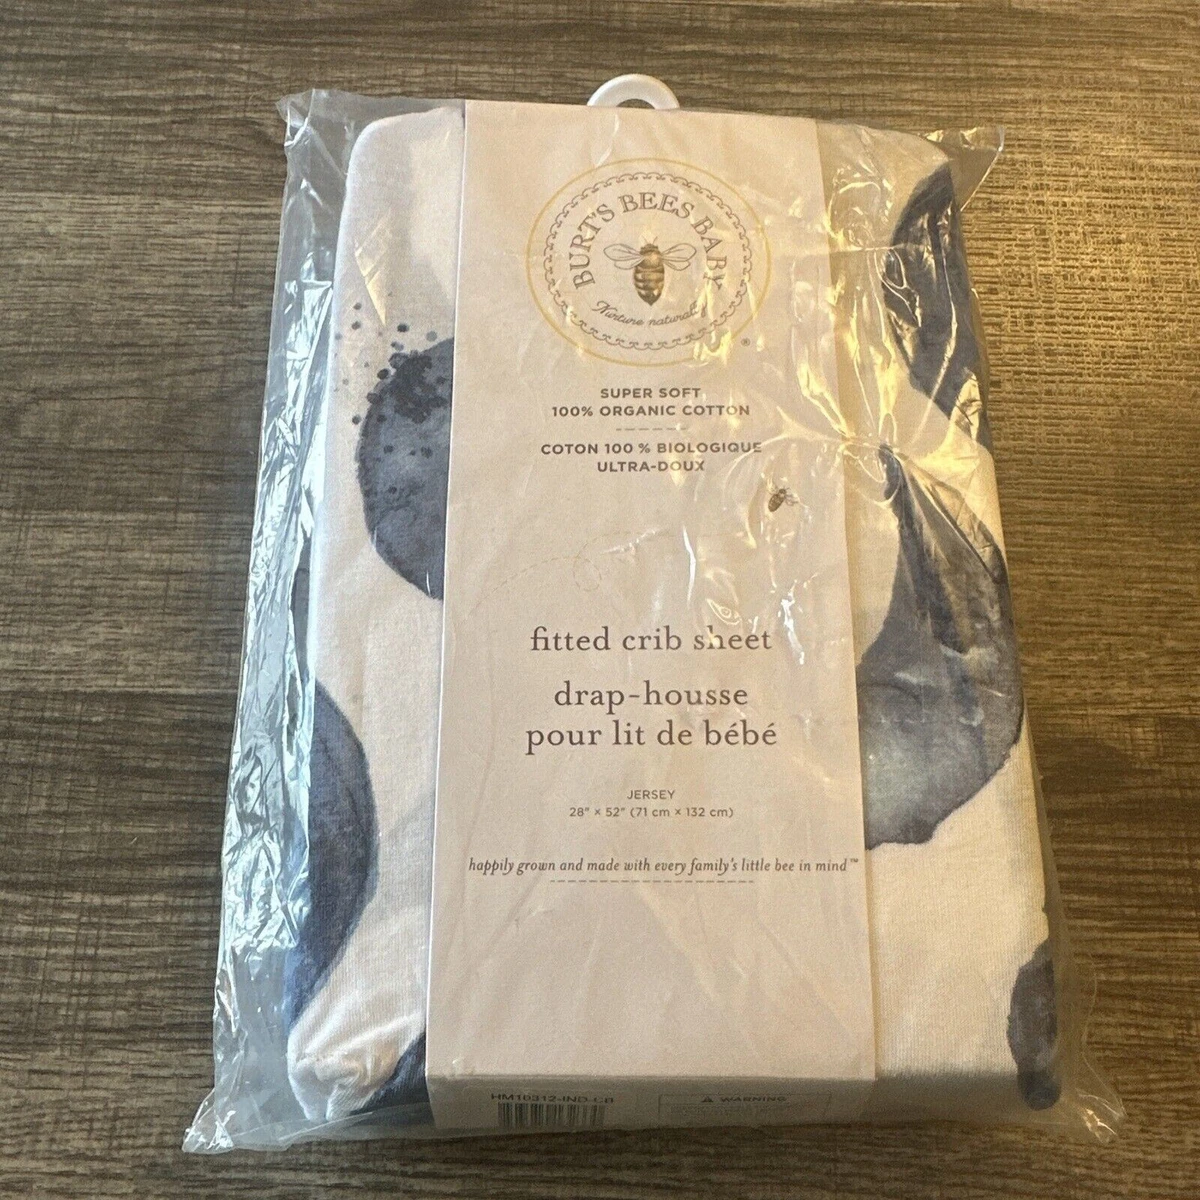 BURT'S BEES BABY
Nurture naturally
®
SUPER SOFT
100% ORGANIC COTTON
COTON 100 % BIOLOGIQUE
ULTRA-DOUX
fitted crib sheet
drap-housse
pour lit de bébé
JERSEY
28" × 52" (71 cm × 132 cm)
happily grown and made with every family's little bee in mind™
HM10312-IND-CB
WARNING